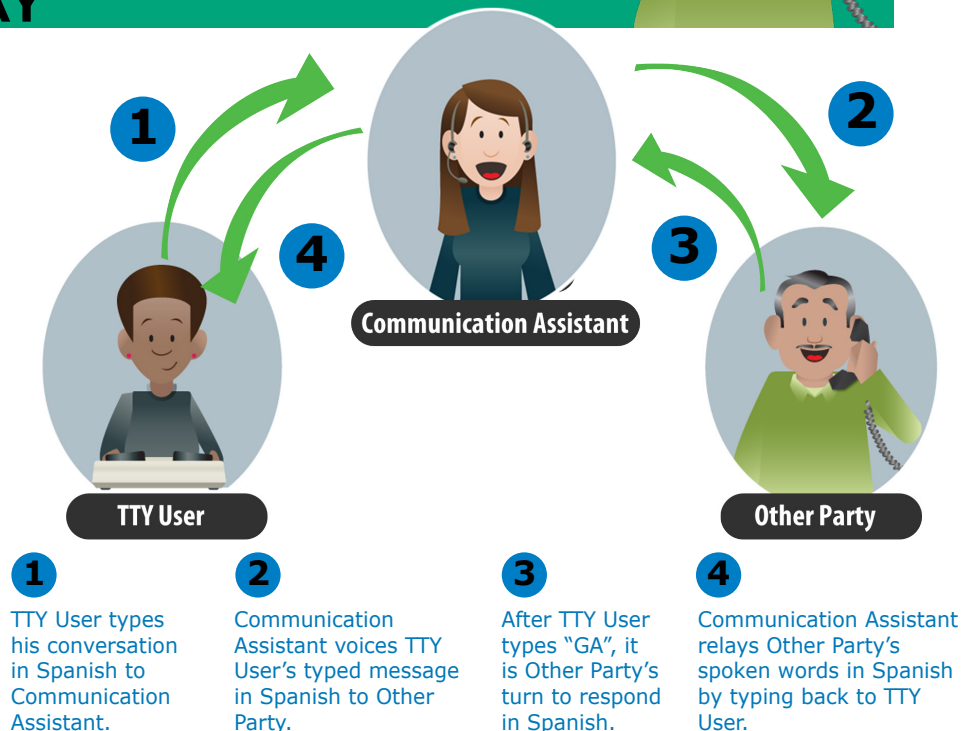 1
2
4
3
Communication Assistant
TTY User
Other Party
1
TTY User types
his conversation
in Spanish to
Communication
Assistant.
2
Communication
Assistant voices TTY
User’s typed message
in Spanish to Other
Party.
3
After TTY User
types “GA”, it
is Other Party’s
turn to respond
in Spanish.
4
Communication Assistant
relays Other Party’s
spoken words in Spanish
by typing back to TTY
User.